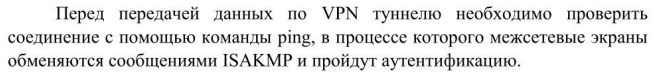 Перед передачей данных по VPN туннелю необходимо проверить
соединение с помощью команды ping, в процессе которого межсетевые экраны
обменяются сообщениями ISAKMP и пройдут аутентификацию.